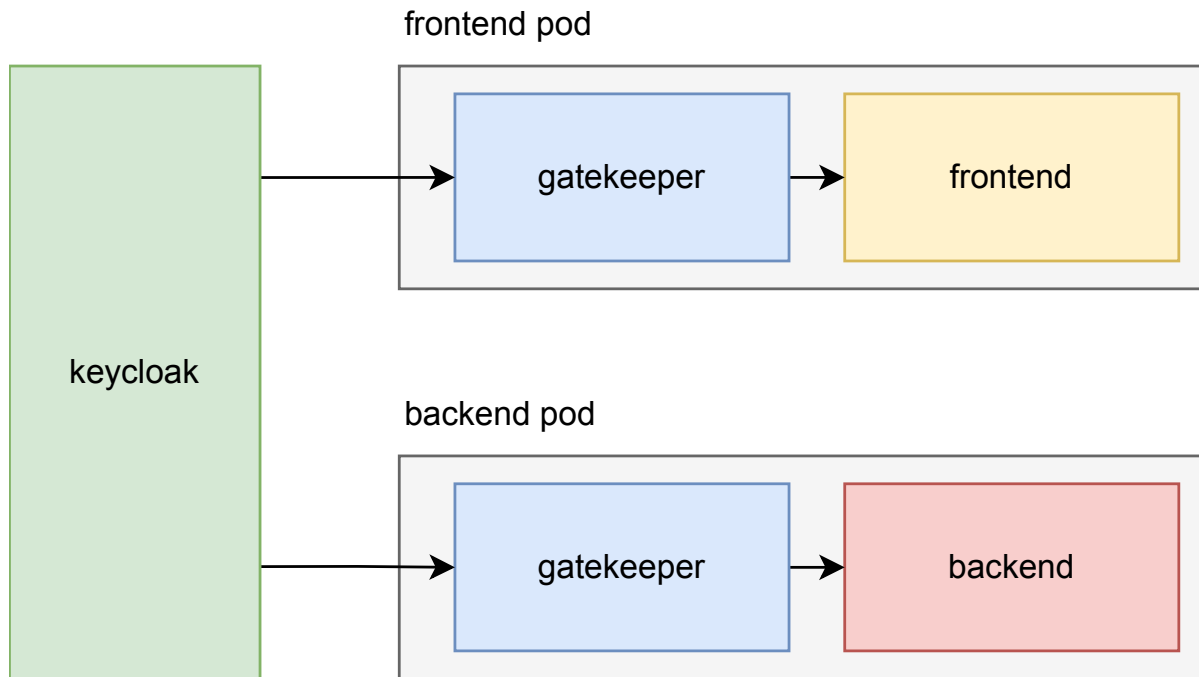 frontend pod
gatekeeper
frontend
keycloak
backend pod
gatekeeper
backend